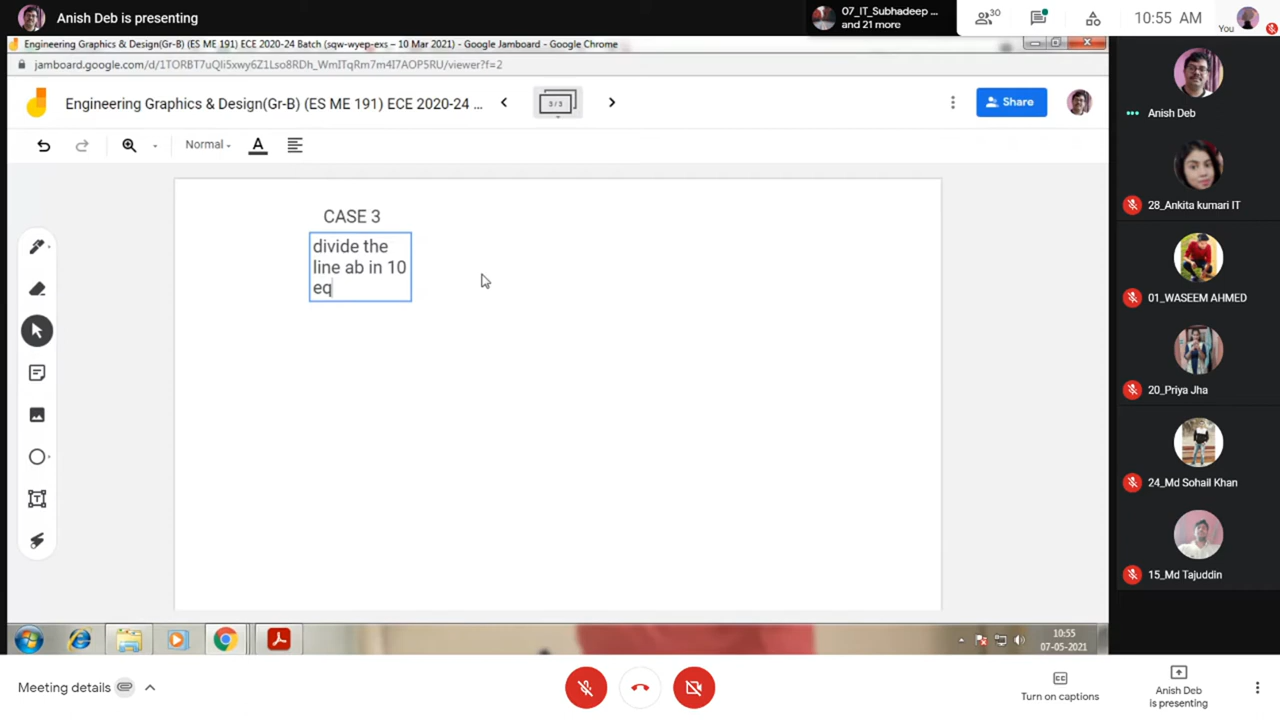 Anish Deb is presenting
07_IT_Subhadeep ...
and 21 more
30
10:55 AM
You
Engineering Graphics & Design(Gr-B) (ES ME 191) ECE 2020-24 Batch (sqw-wyep-exs – 10 Mar 2021) - Google Jamboard - Google Chrome
jamboard.google.com/d/1TORBT7uQli5xwy6Z1Lso8RDh_WmITqRm7m4I7AOP5RU/viewer?f=2
Engineering Graphics & Design(Gr-B) (ES ME 191) ECE 2020-24 ...
3 / 3
Share
Normal
A
CASE 3
divide the
line ab in 10
eq
Anish Deb
28_Ankita kumari IT
01_WASEEM AHMED
20_Priya Jha
24_Md Sohail Khan
15_Md Tajuddin
10:55
07-05-2021
Meeting details
Turn on captions
Anish Deb
is presenting